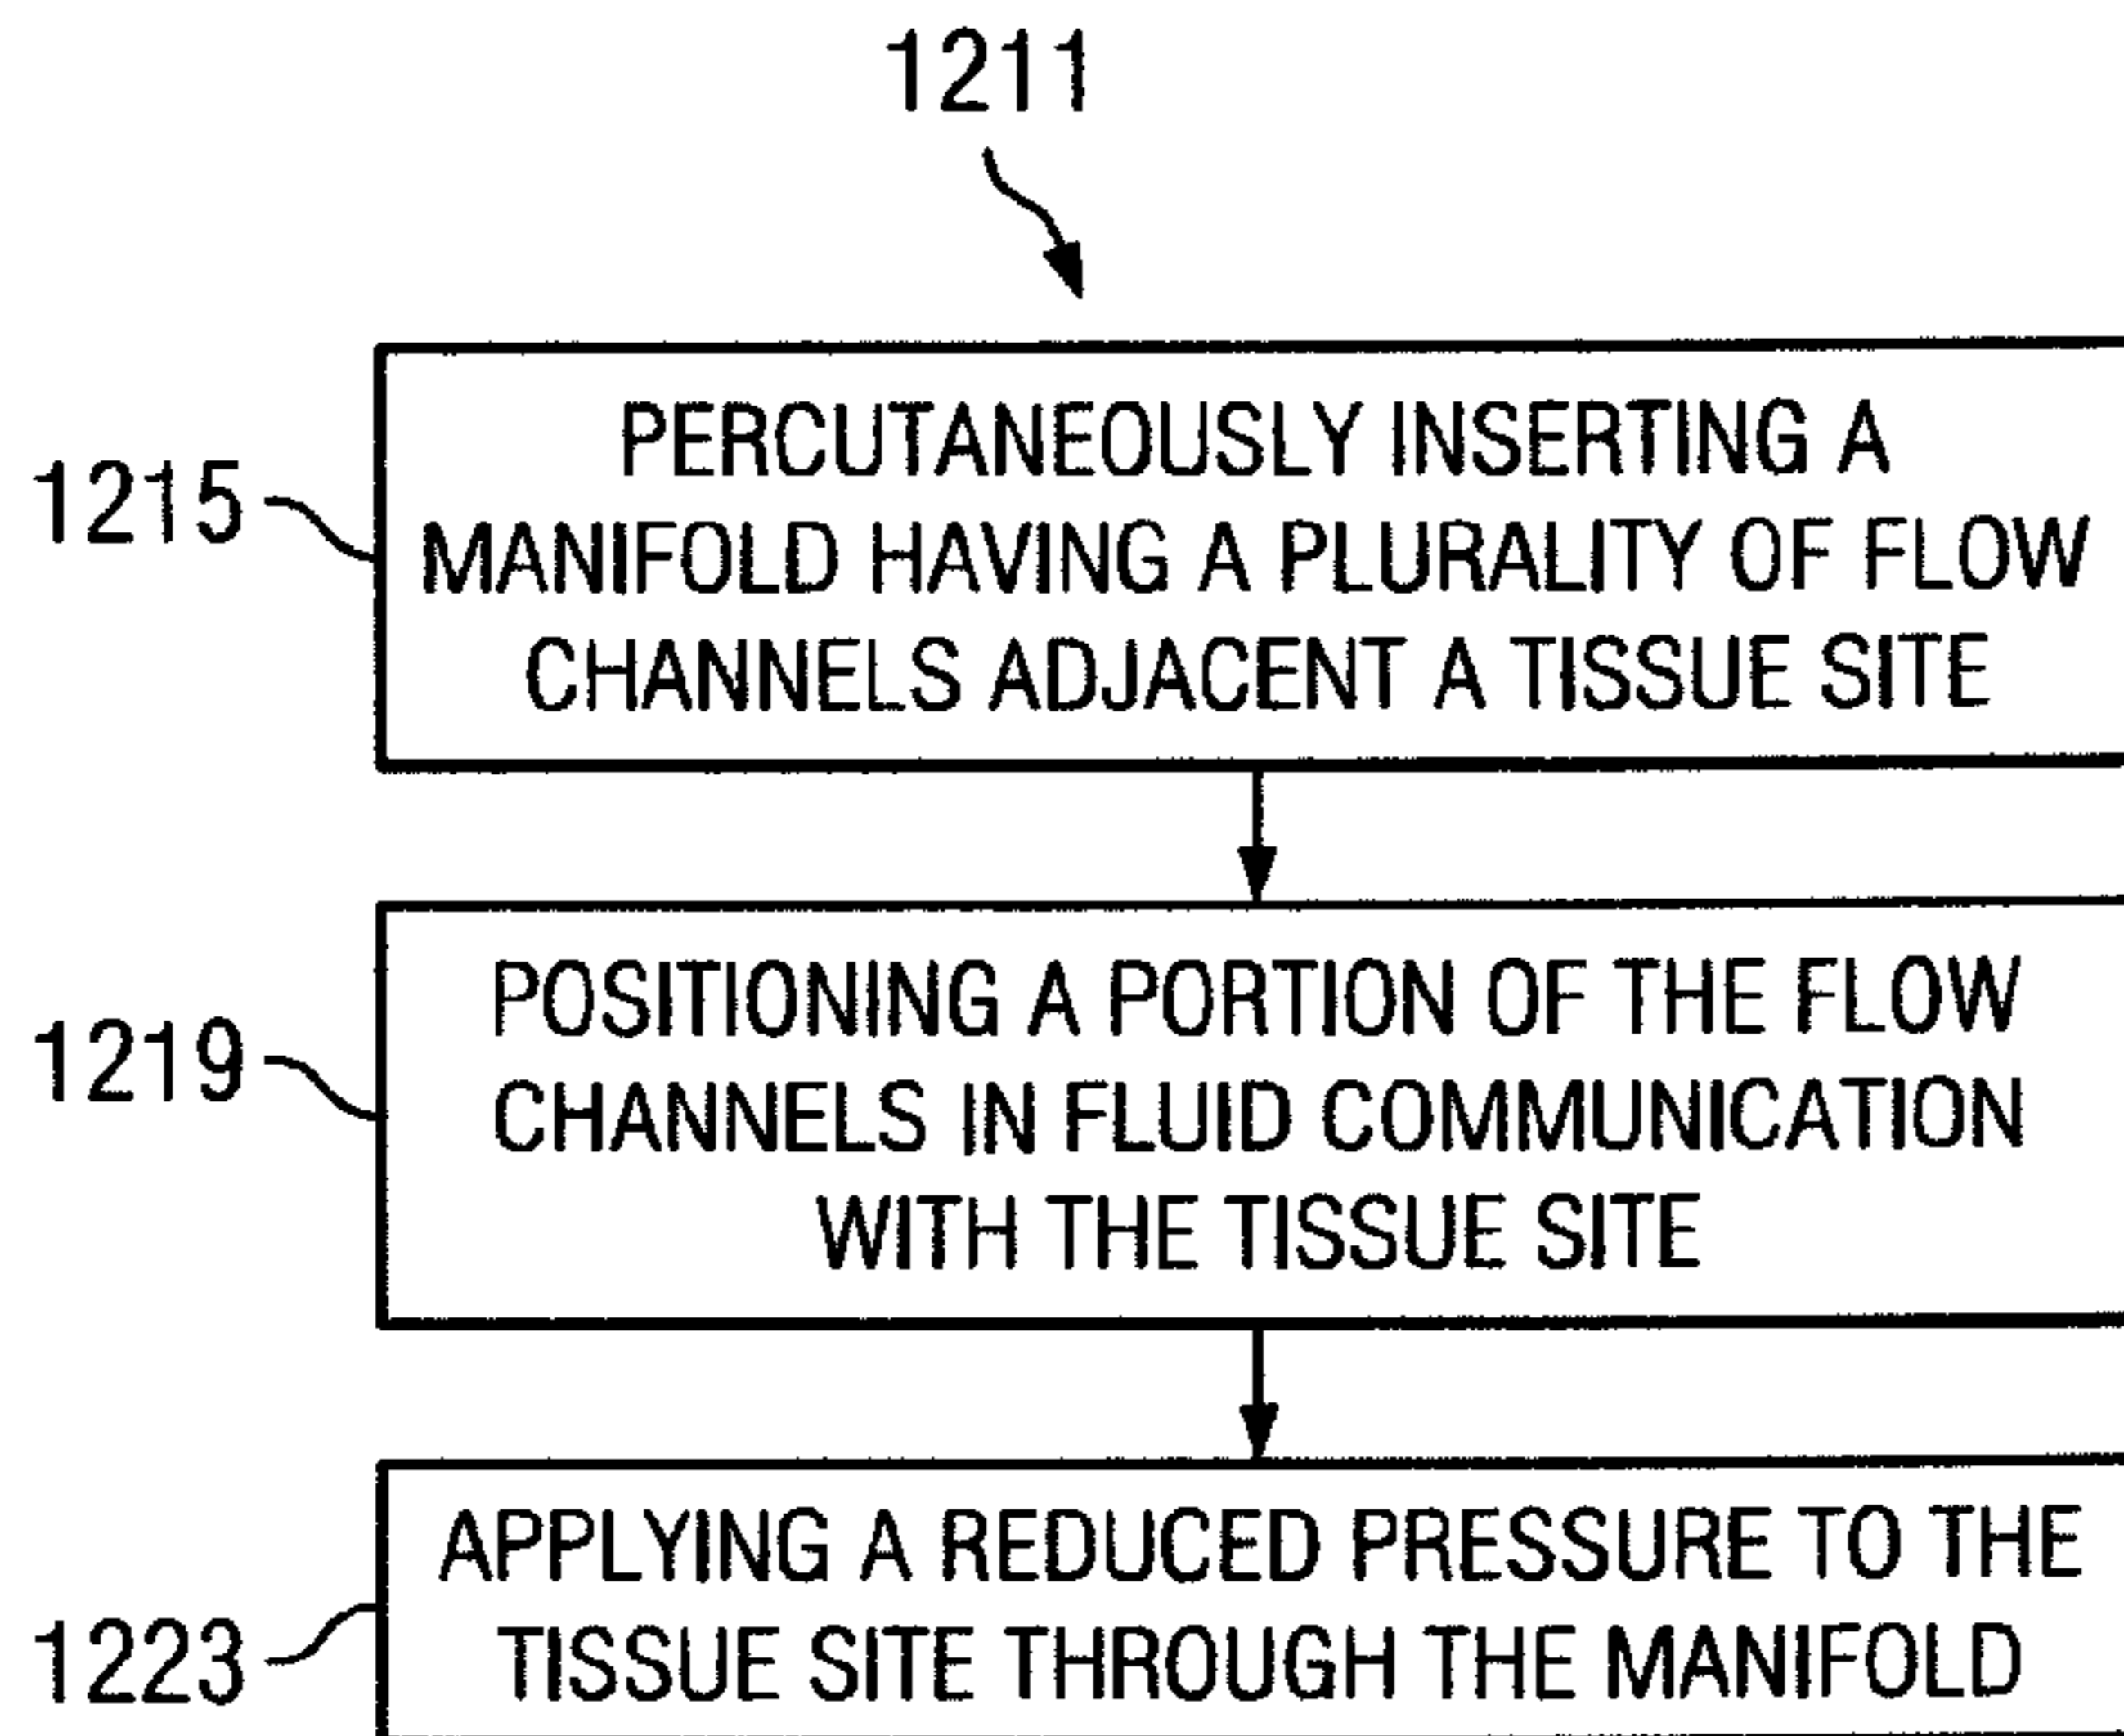 1211
1215
PERCUTANEOUSLY INSERTING A
MANIFOLD HAVING A PLURALITY OF FLOW
CHANNELS ADJACENT A TISSUE SITE
1219
POSITIONING A PORTION OF THE FLOW
CHANNELS IN FLUID COMMUNICATION
WITH THE TISSUE SITE
1223
APPLYING A REDUCED PRESSURE TO THE
TISSUE SITE THROUGH THE MANIFOLD